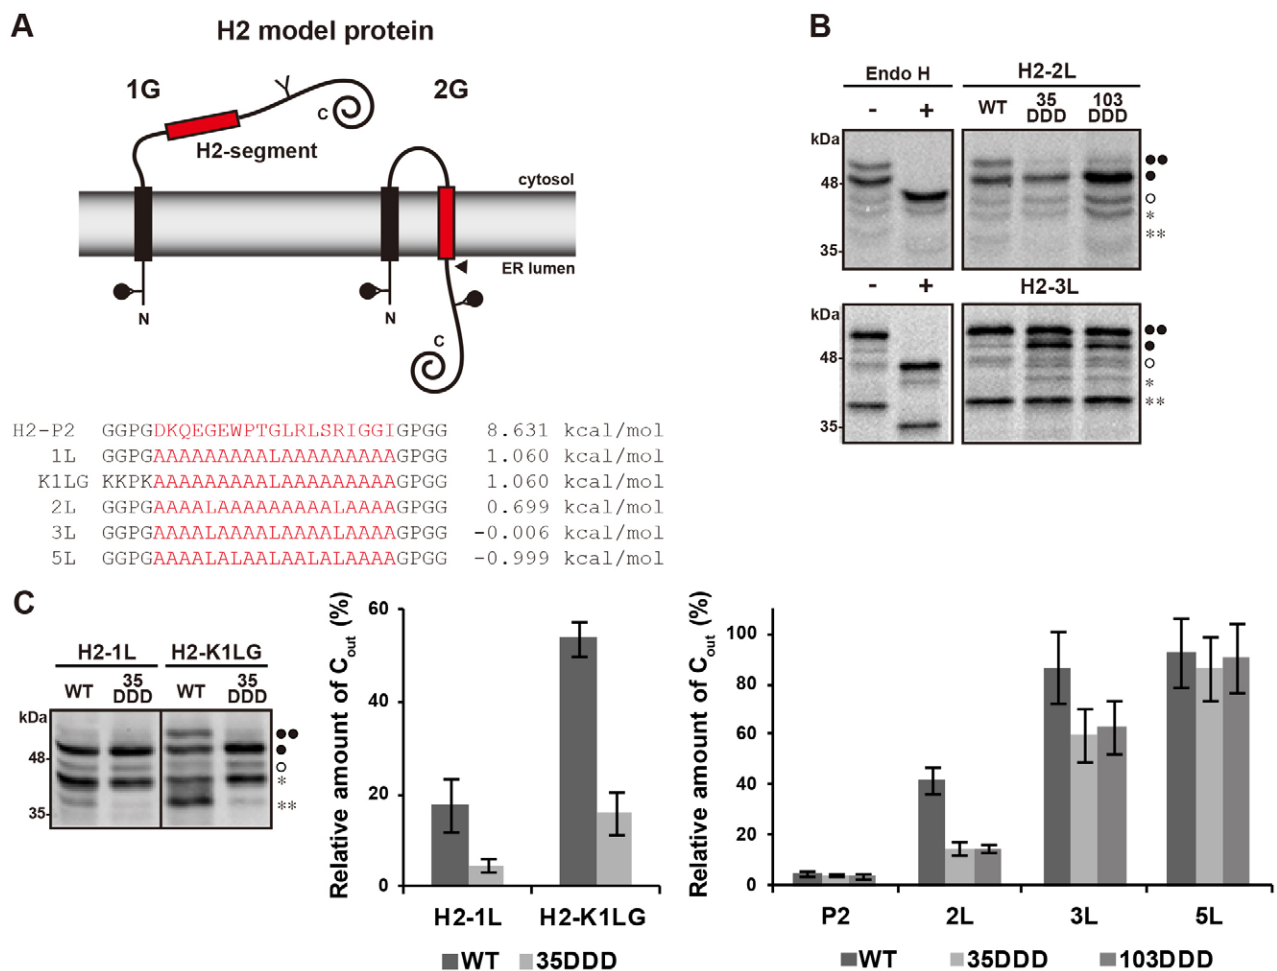 A
H2 model protein
1G
2G
C
H2-segment
cytosol
ER lumen
N
N
C
H2-P2 GGPGDKQEGEWPTGLRLSRIGGIGPGG 8.631 kcal/mol
1L GGPGAAAAAAAAALAAAAAAAAAGPGG 1.060 kcal/mol
K1LG KKPKAAAAAAAAALAAAAAAAAAGPGG 1.060 kcal/mol
2L GGPGAAAALAAAAAAAAALAAAAGPGG 0.699 kcal/mol
3L GGPGAAAALAAAALAAAALAAAAGPGG -0.006 kcal/mol
5L GGPGAAAALALAALAALALAAAAGPGG -0.999 kcal/mol
B
Endo H
H2-2L
- + WT 35 DDD 103 DDD
kDa
48-
35-
●●
●
○
*
**
- + H2-3L
kDa
48-
35-
●●
●
○
*
**
C
H2-1L H2-K1LG
WT 35 DDD WT 35 DDD
kDa
48-
35-
●●
●
○
*
**
Relative amount of Cout (%)
60
40
20
0
H2-1L H2-K1LG
WT 35DDD
Relative amount of Cout (%)
100
80
60
40
20
0
P2 2L 3L 5L
WT 35DDD 103DDD